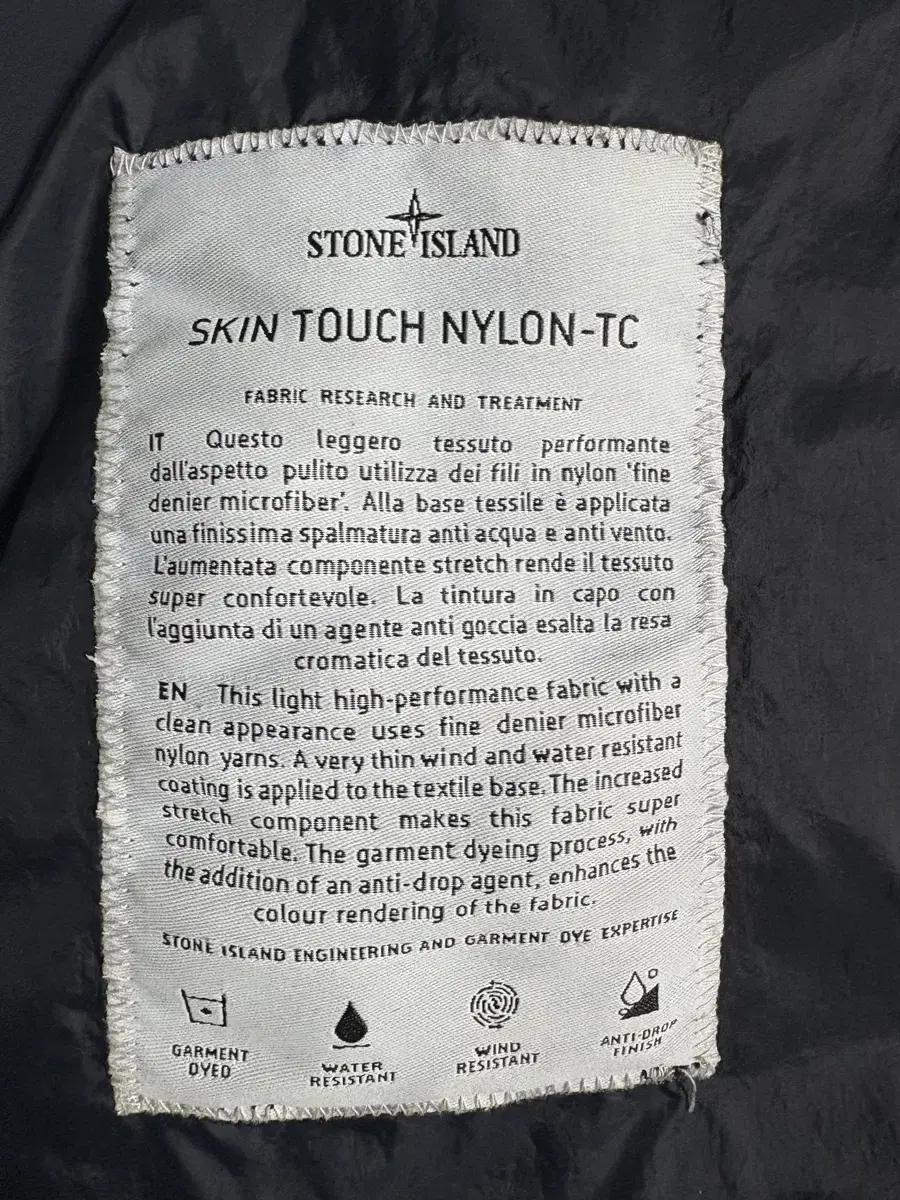 STONE ISLAND
SKIN TOUCH NYLON-TC
FABRIC RESEARCH AND TREATMENT
IT Questo leggero tessuto performante
dall'aspetto pulito utilizza dei fili in nylon 'fine
denier microfiber'. Alla base tessile è applicata
una finissima spalmatura anti acqua e anti vento.
L'aumentata componente stretch rende il tessuto
super confortevole. La tintura in capo con
l'aggiunta di un agente anti goccia esalta la resa
cromatica del tessuto.
EN This light high-performance fabric with a
clean appearance uses fine denier microfiber
nylon yarns. A very thin wind and water resistant
coating is applied to the textile base. The increased
stretch component makes this fabric super
comfortable. The garment dyeing process, with
the addition of an anti-drop agent, enhances the
colour rendering of the fabric.
STONE ISLAND ENGINEERING AND GARMENT DYE EXPERTISE
GARMENT
DYED
WATER
RESISTANT
WIND
RESISTANT
ANTI-DROP
FINISH